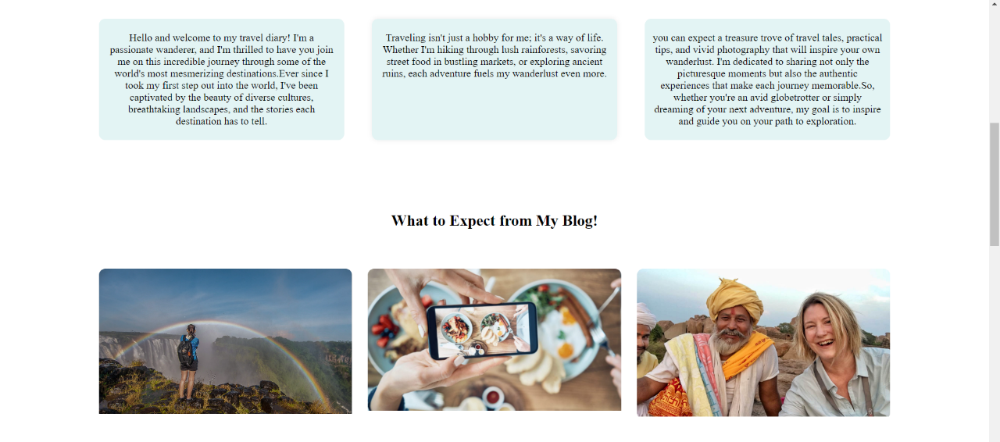 Hello and welcome to my travel diary! I'm a
passionate wanderer, and I'm thrilled to have you join
me on this incredible journey through some of the
world's most mesmerizing destinations.Ever since I
took my first step out into the world, I've been
captivated by the beauty of diverse cultures,
breathtaking landscapes, and the stories each
destination has to tell.
Traveling isn't just a hobby for me; it's a way of life.
Whether I'm hiking through lush rainforests, savoring
street food in bustling markets, or exploring ancient
ruins, each adventure fuels my wanderlust even more.
you can expect a treasure trove of travel tales, practical
tips, and vivid photography that will inspire your own
wanderlust. I'm dedicated to sharing not only the
picturesque moments but also the authentic
experiences that make each journey memorable.So,
whether you're an avid globetrotter or simply
dreaming of your next adventure, my goal is to inspire
and guide you on your path to exploration.
What to Expect from My Blog!